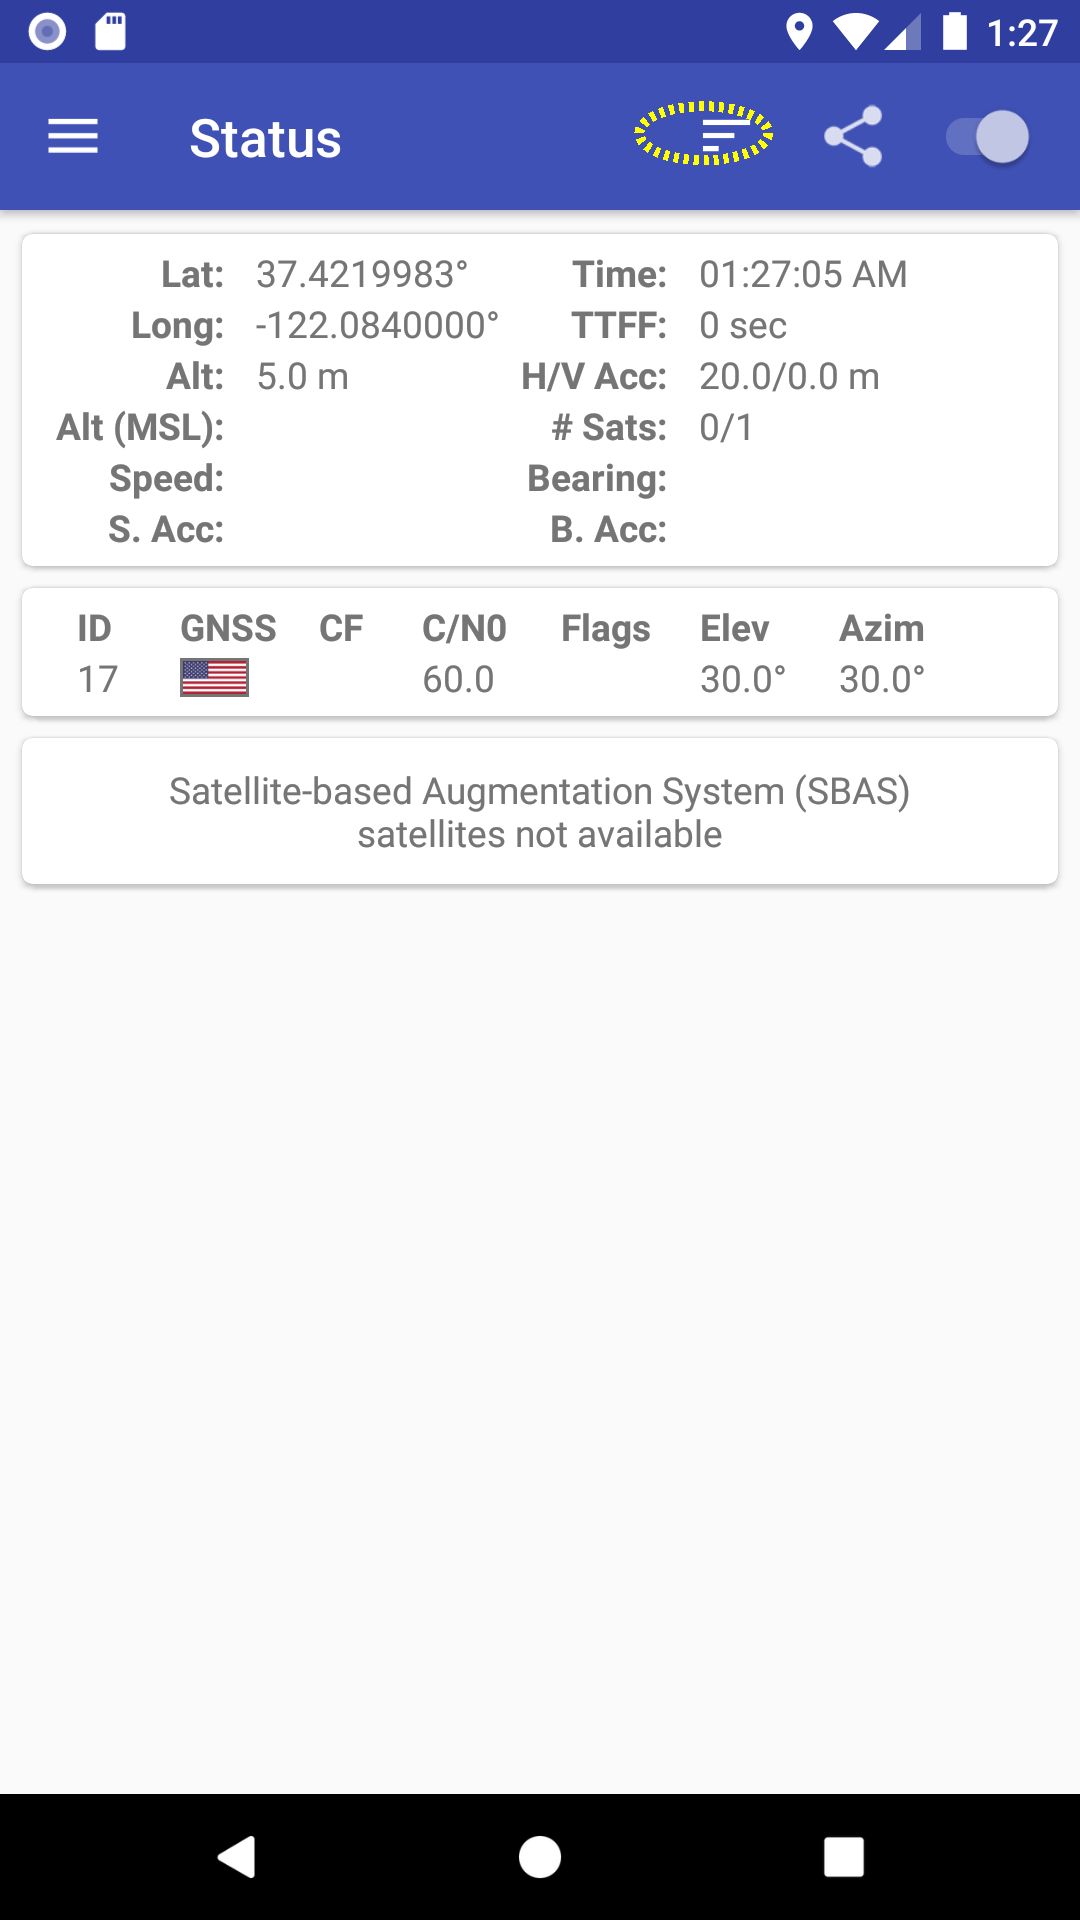 1:27
Status
Lat: 37.4219983° Time: 01:27:05 AM
Long: -122.0840000° TTFF: 0 sec
Alt: 5.0 m H/V Acc: 20.0/0.0 m
Alt (MSL): # Sats: 0/1
Speed: Bearing:
S. Acc: B. Acc:
ID GNSS CF C/N0 Flags Elev Azim
17 60.0 30.0° 30.0°
Satellite-based Augmentation System (SBAS)
satellites not available